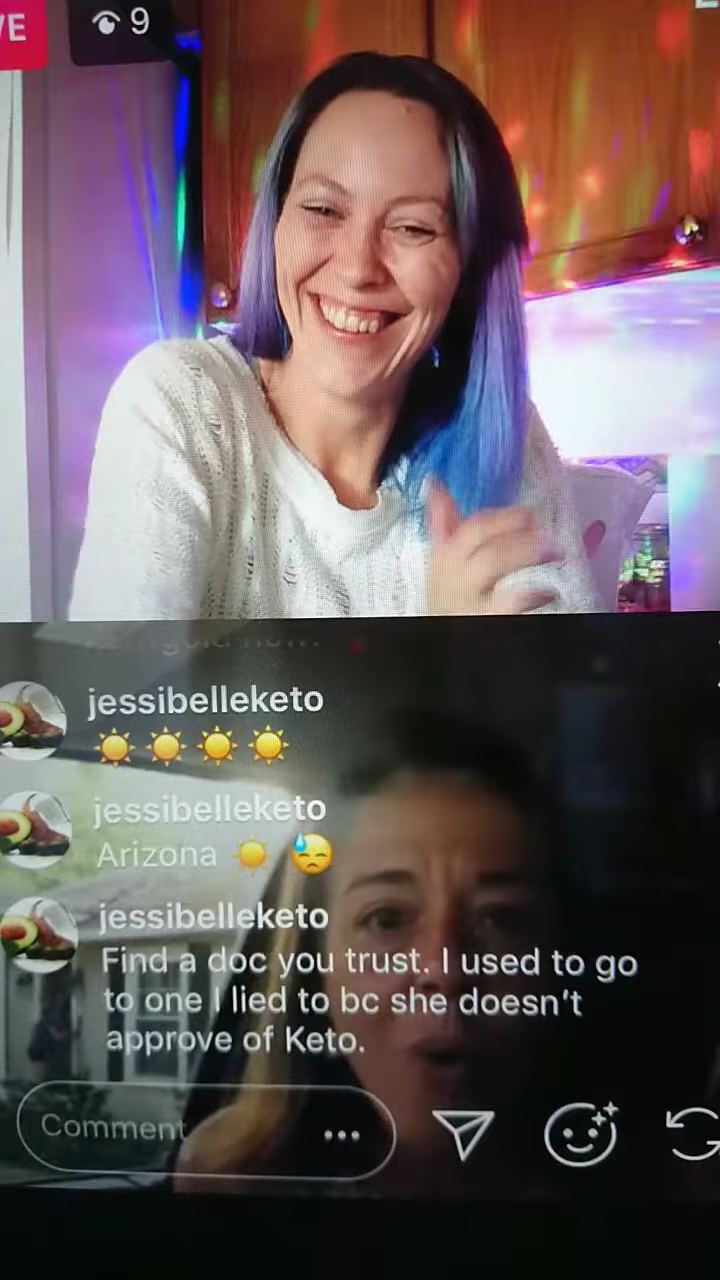 VE
9
jessibelleketo
☀️ ☀️ ☀️ ☀️
jessibelleketo
Arizona ☀️ 😓
jessibelleketo
Find a doc you trust. I used to go
to one I lied to bc she doesn't
approve of Keto.
Comment